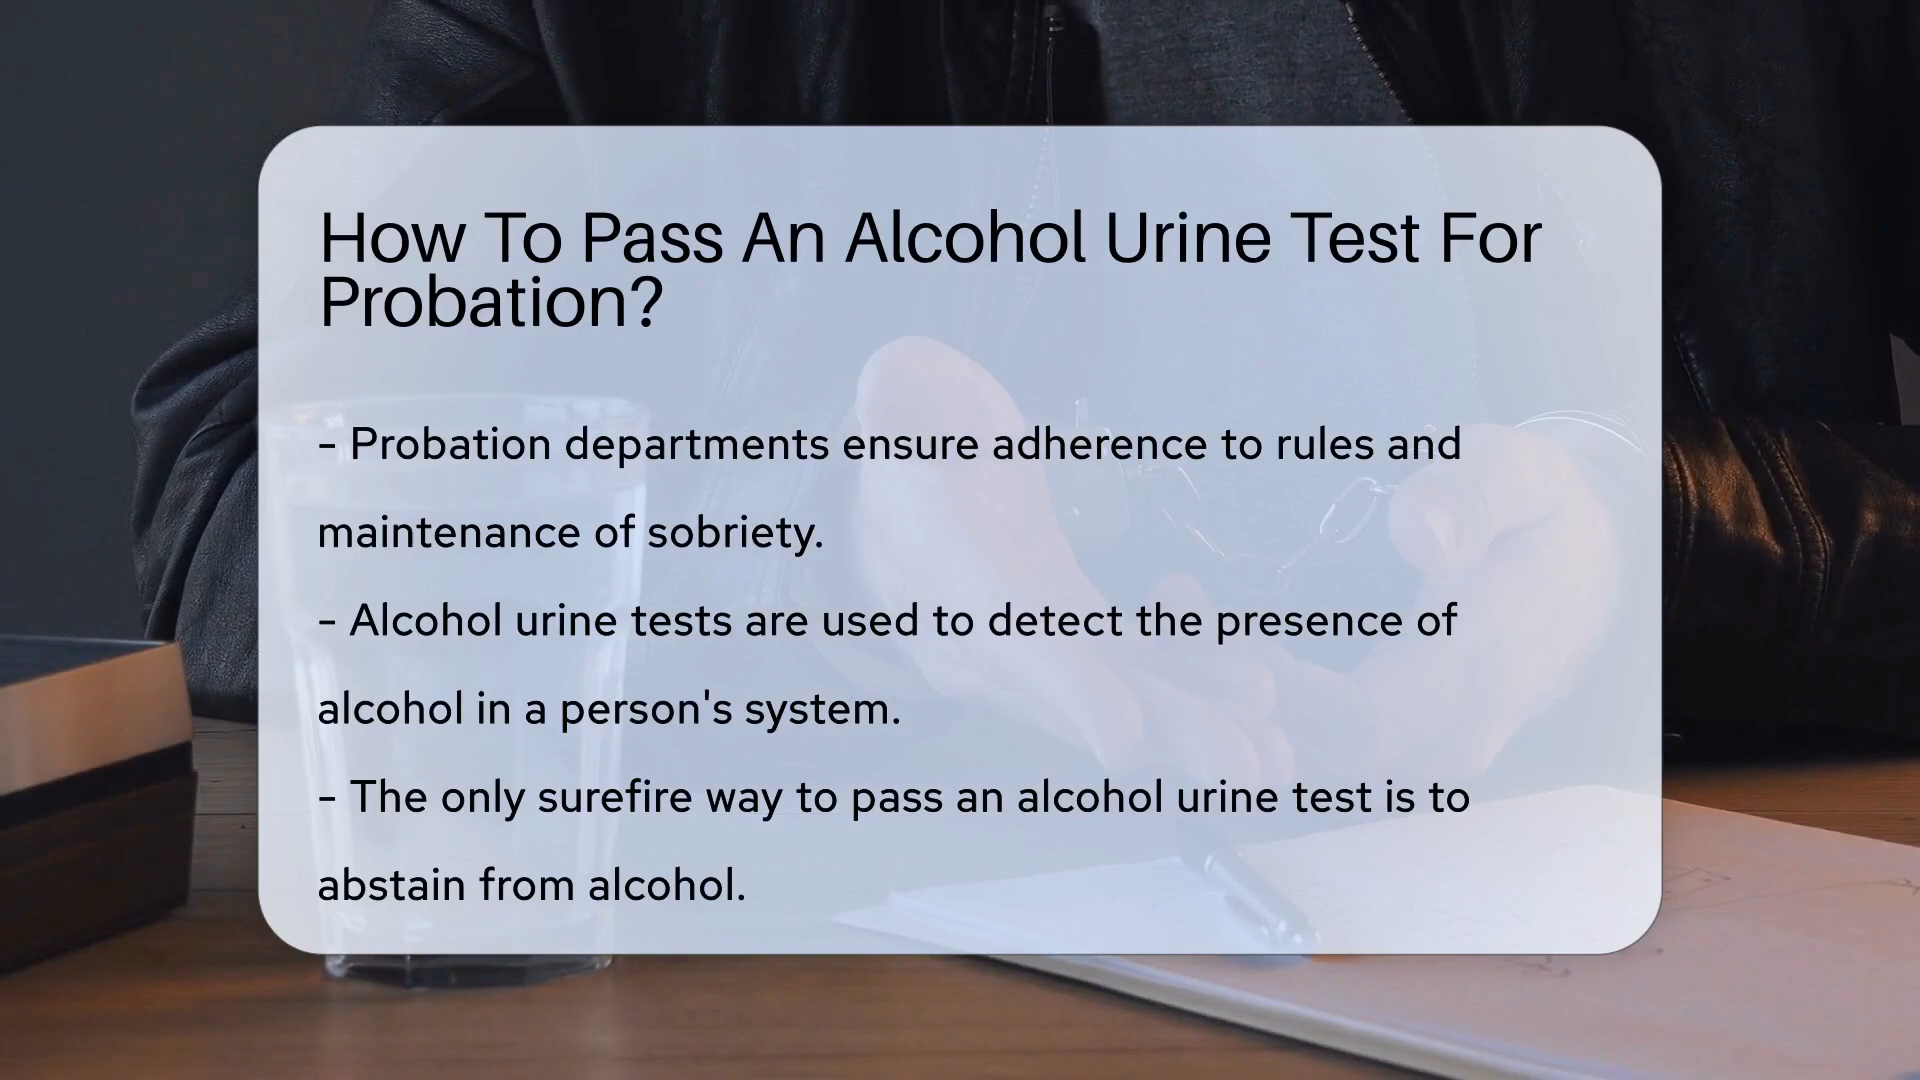 How To Pass An Alcohol Urine Test For
Probation?
- Probation departments ensure adherence to rules and
maintenance of sobriety.
- Alcohol urine tests are used to detect the presence of
alcohol in a person's system.
- The only surefire way to pass an alcohol urine test is to
abstain from alcohol.